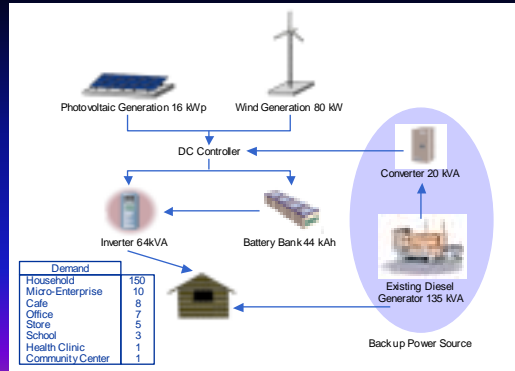 Photovoltaic Generation 16 kWp
Wind Generation 80 kW
DC Controller
Converter 20 kVA
Inverter 64kVA
Battery Bank 44 kAh
Existing Diesel
Generator 135 kVA
Back up Power Source
Demand
Household 150
Micro-Enterprise 10
Cafe 8
Office 7
Store 5
School 3
Health Clinic 1
Community Center 1